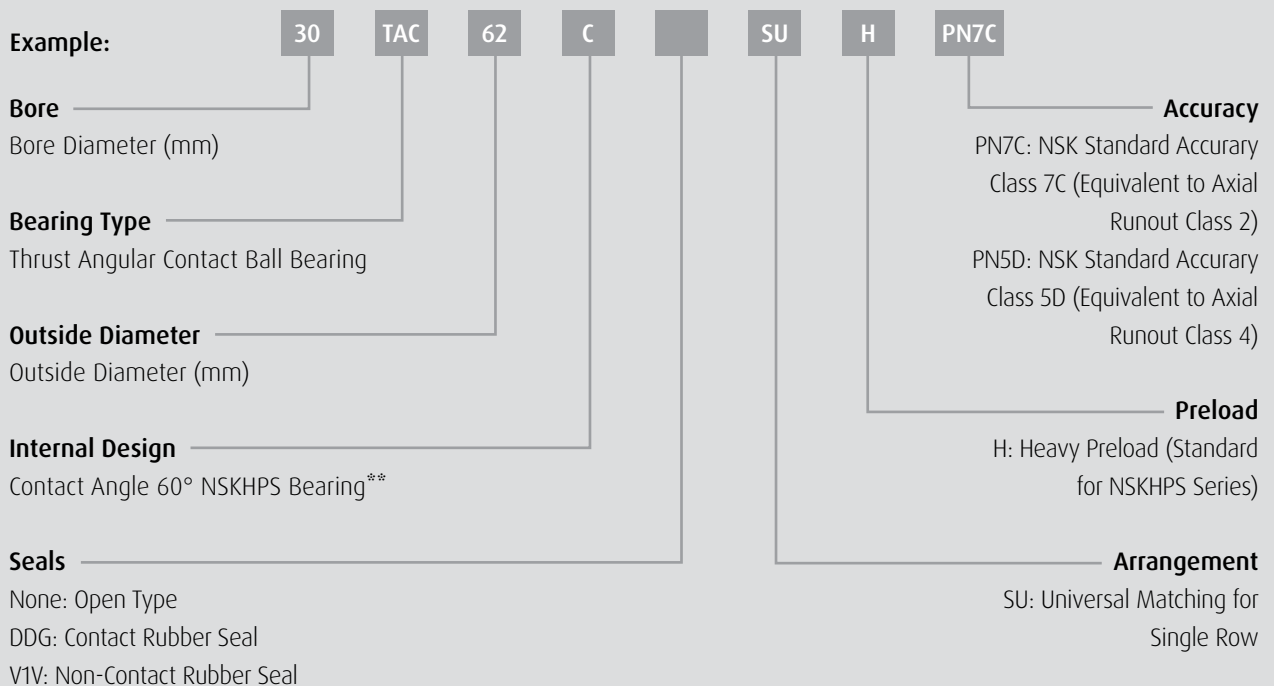 Example:
30 TAC 62 C SU H PN7C
Bore
Bore Diameter (mm)
Bearing Type
Thrust Angular Contact Ball Bearing
Outside Diameter
Outside Diameter (mm)
Internal Design
Contact Angle 60° NSKHPS Bearing**
Seals
None: Open Type
DDG: Contact Rubber Seal
V1V: Non-Contact Rubber Seal
Accuracy
PN7C: NSK Standard Accurary
Class 7C (Equivalent to Axial
Runout Class 2)
PN5D: NSK Standard Accurary
Class 5D (Equivalent to Axial
Runout Class 4)
Preload
H: Heavy Preload (Standard
for NSKHPS Series)
Arrangement
SU: Universal Matching for
Single Row